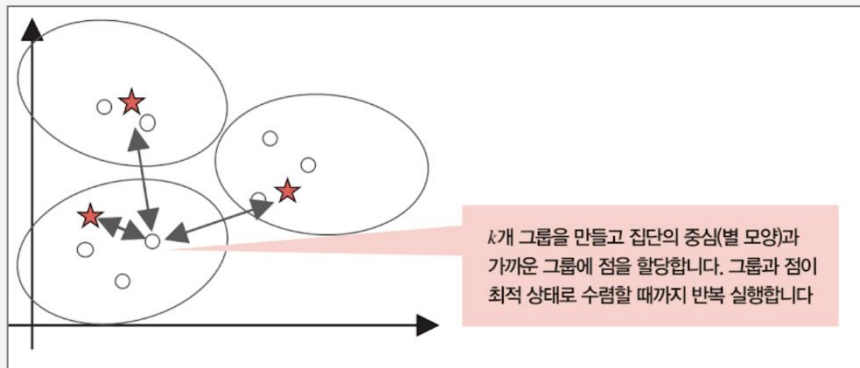 k개 그룹을 만들고 집단의 중심(별 모양)과
가까운 그룹에 점을 할당합니다. 그룹과 점이
최적 상태로 수렴할 때까지 반복 실행합니다